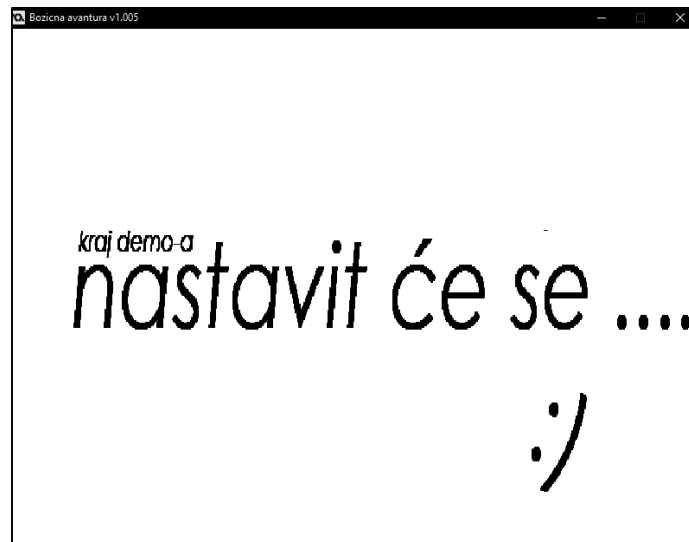 Bozicna avantura v1.005
kraj demo-a
nastavit će se ....
:)